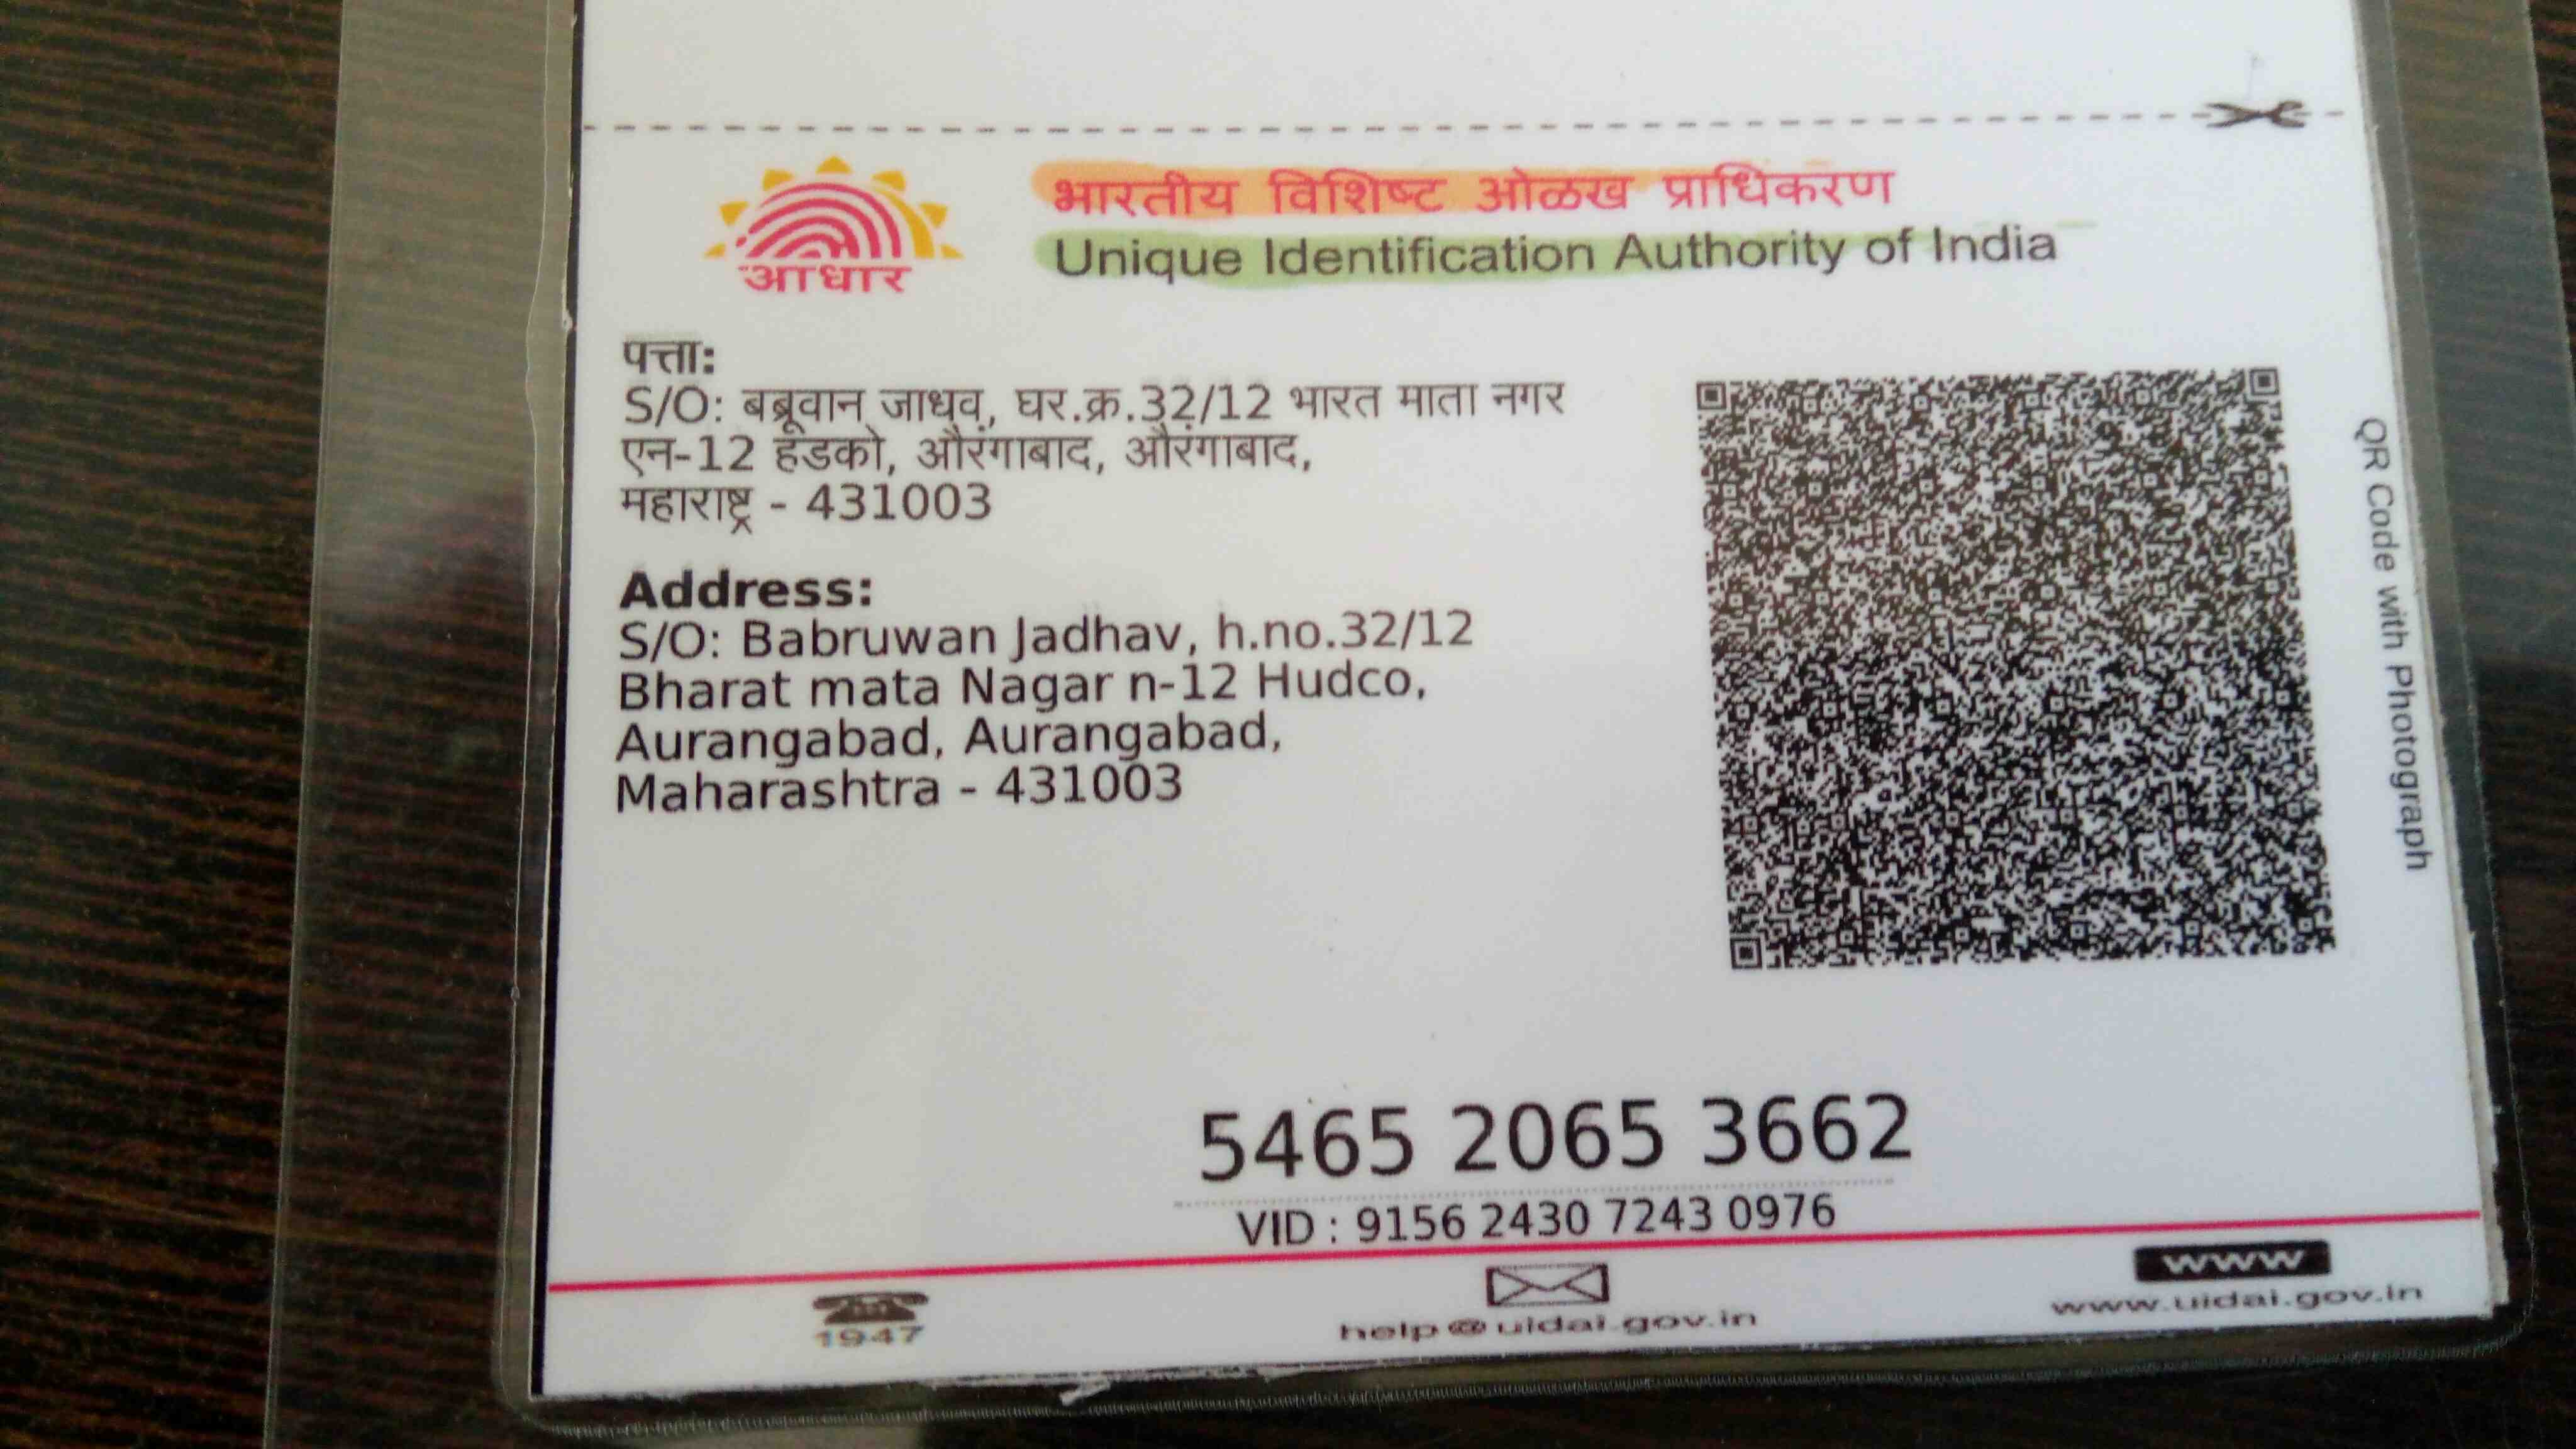 आधार
भारतीय विशिष्ट ओळख प्राधिकरण
Unique Identification Authority of India
पत्ता:
S/O: बब्रूवान जाधव, घर.क्र.32/12 भारत माता नगर
एन-12 हडको, औरंगाबाद, औरंगाबाद,
महाराष्ट्र - 431003
Address:
S/O: Babruwan Jadhav, h.no.32/12
Bharat mata Nagar n-12 Hudco,
Aurangabad, Aurangabad,
Maharashtra - 431003
QR Code with Photograph
5465 2065 3662
VID : 9156 2430 7243 0976
1947
help@uidai.gov.in
www
www.uidai.gov.in